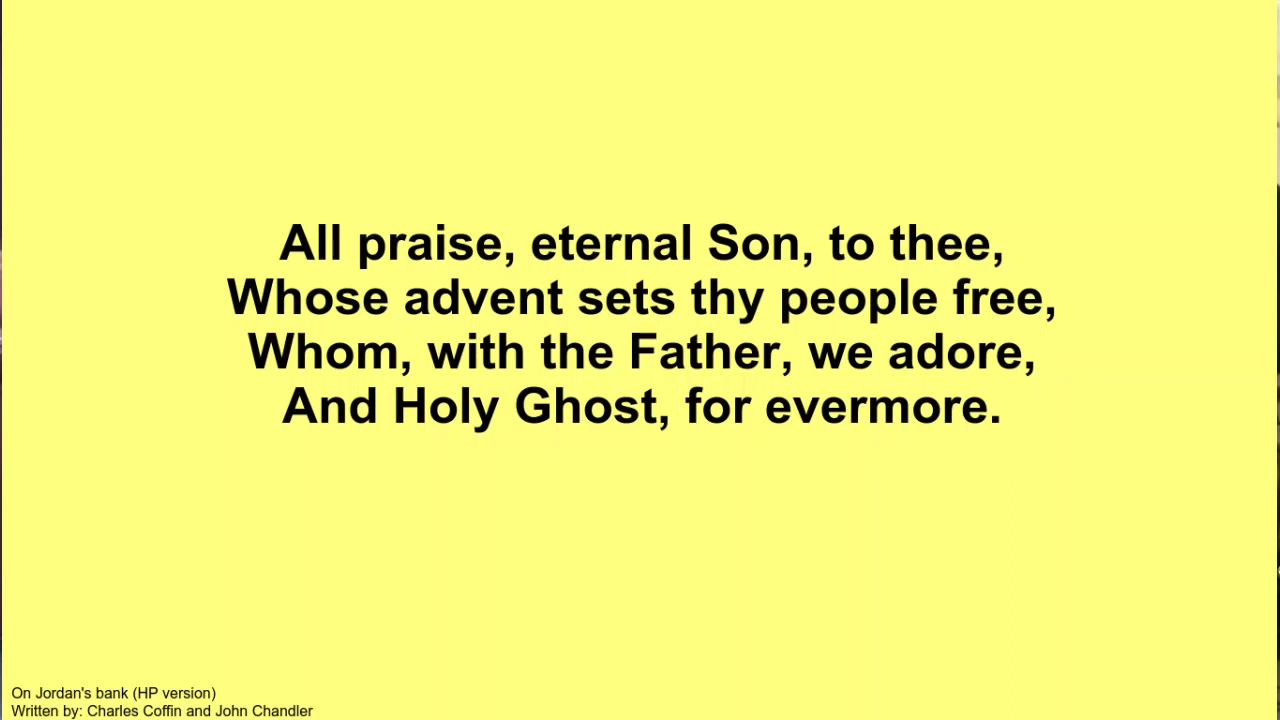 All praise, eternal Son, to thee,
Whose advent sets thy people free,
Whom, with the Father, we adore,
And Holy Ghost, for evermore.
On Jordan's bank (HP version)
Written by: Charles Coffin and John Chandler